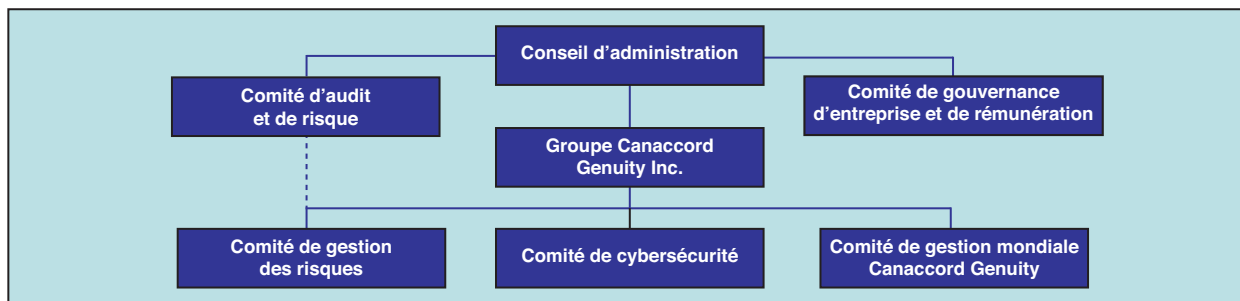 Conseil d’administration
Comité d’audit
et de risque
Comité de gouvernance
d’entreprise et de rémunération
Groupe Canaccord
Genuity Inc.
Comité de gestion
des risques
Comité de cybersécurité
Comité de gestion mondiale
Canaccord Genuity